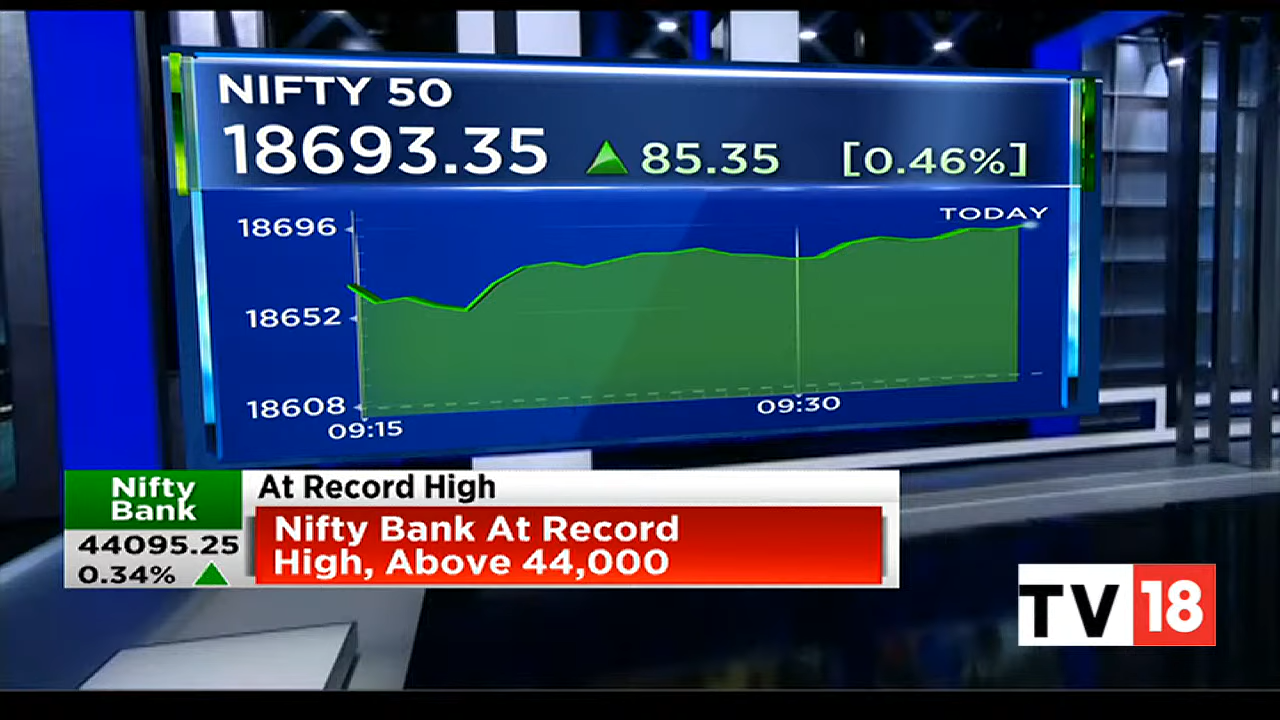 NIFTY 50
18693.35 ▲ 85.35 [0.46%]
TODAY
18696
18652
18608
09:15
09:30
Nifty
Bank
44095.25
0.34% ▲
At Record High
Nifty Bank At Record
High, Above 44,000
TV18